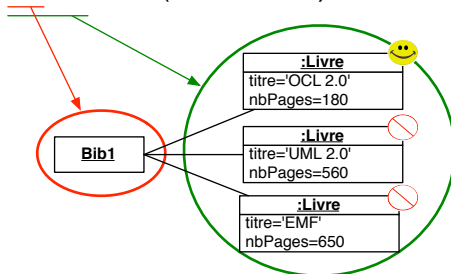 :Livre
titre='OCL 2.0'
nbPages=180
Bib1
:Livre
titre='UML 2.0'
nbPages=560
:Livre
titre='EMF'
nbPages=650